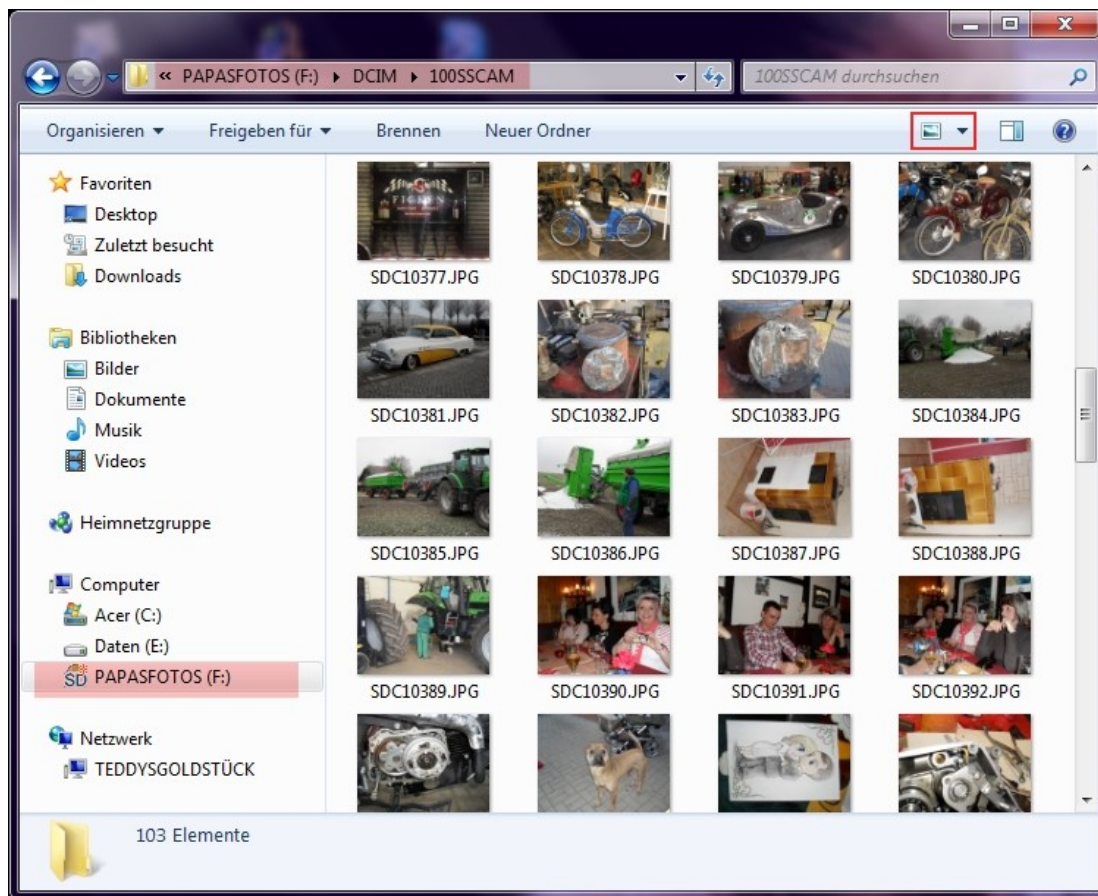 « PAPASFOTOS (F:) ▸ DCIM ▸ 100SSCAM
100SSCAM durchsuchen
Organisieren
Freigeben für
Brennen
Neuer Ordner
Favoriten
Desktop
Zuletzt besucht
Downloads
Bibliotheken
Bilder
Dokumente
Musik
Videos
Heimnetzgruppe
Computer
Acer (C:)
Daten (E:)
SD PAPASFOTOS (F:)
Netzwerk
TEDDYSGOLDSTÜCK
FICKEN
SDC10377.JPG
SDC10378.JPG
SDC10379.JPG
SDC10380.JPG
SDC10381.JPG
SDC10382.JPG
SDC10383.JPG
SDC10384.JPG
SDC10385.JPG
SDC10386.JPG
SDC10387.JPG
SDC10388.JPG
SDC10389.JPG
SDC10390.JPG
SDC10391.JPG
SDC10392.JPG
103 Elemente